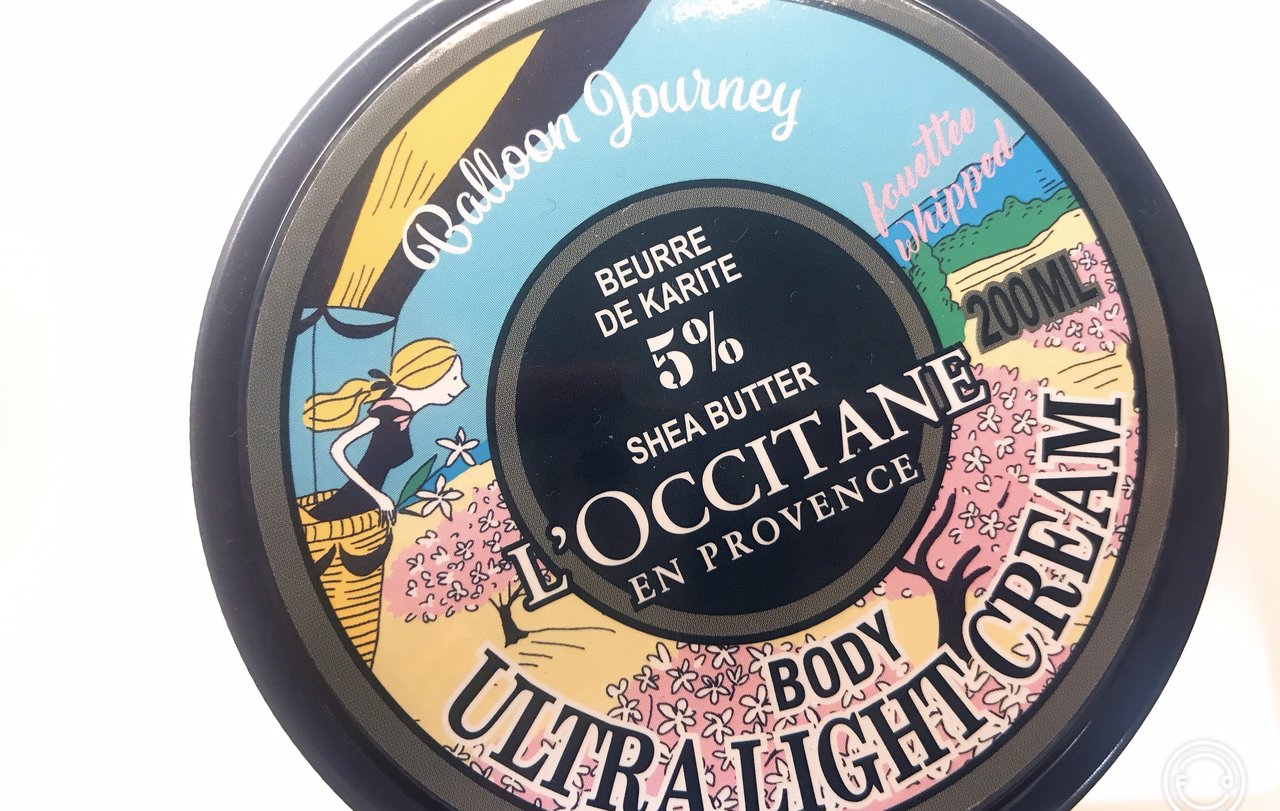 Balloon Journey
fouettée
whipped
200ML
BEURRE
DE KARITE
5%
SHEA BUTTER
L'OCCITANE
EN PROVENCE
BODY
ULTRA LIGHT CREAM